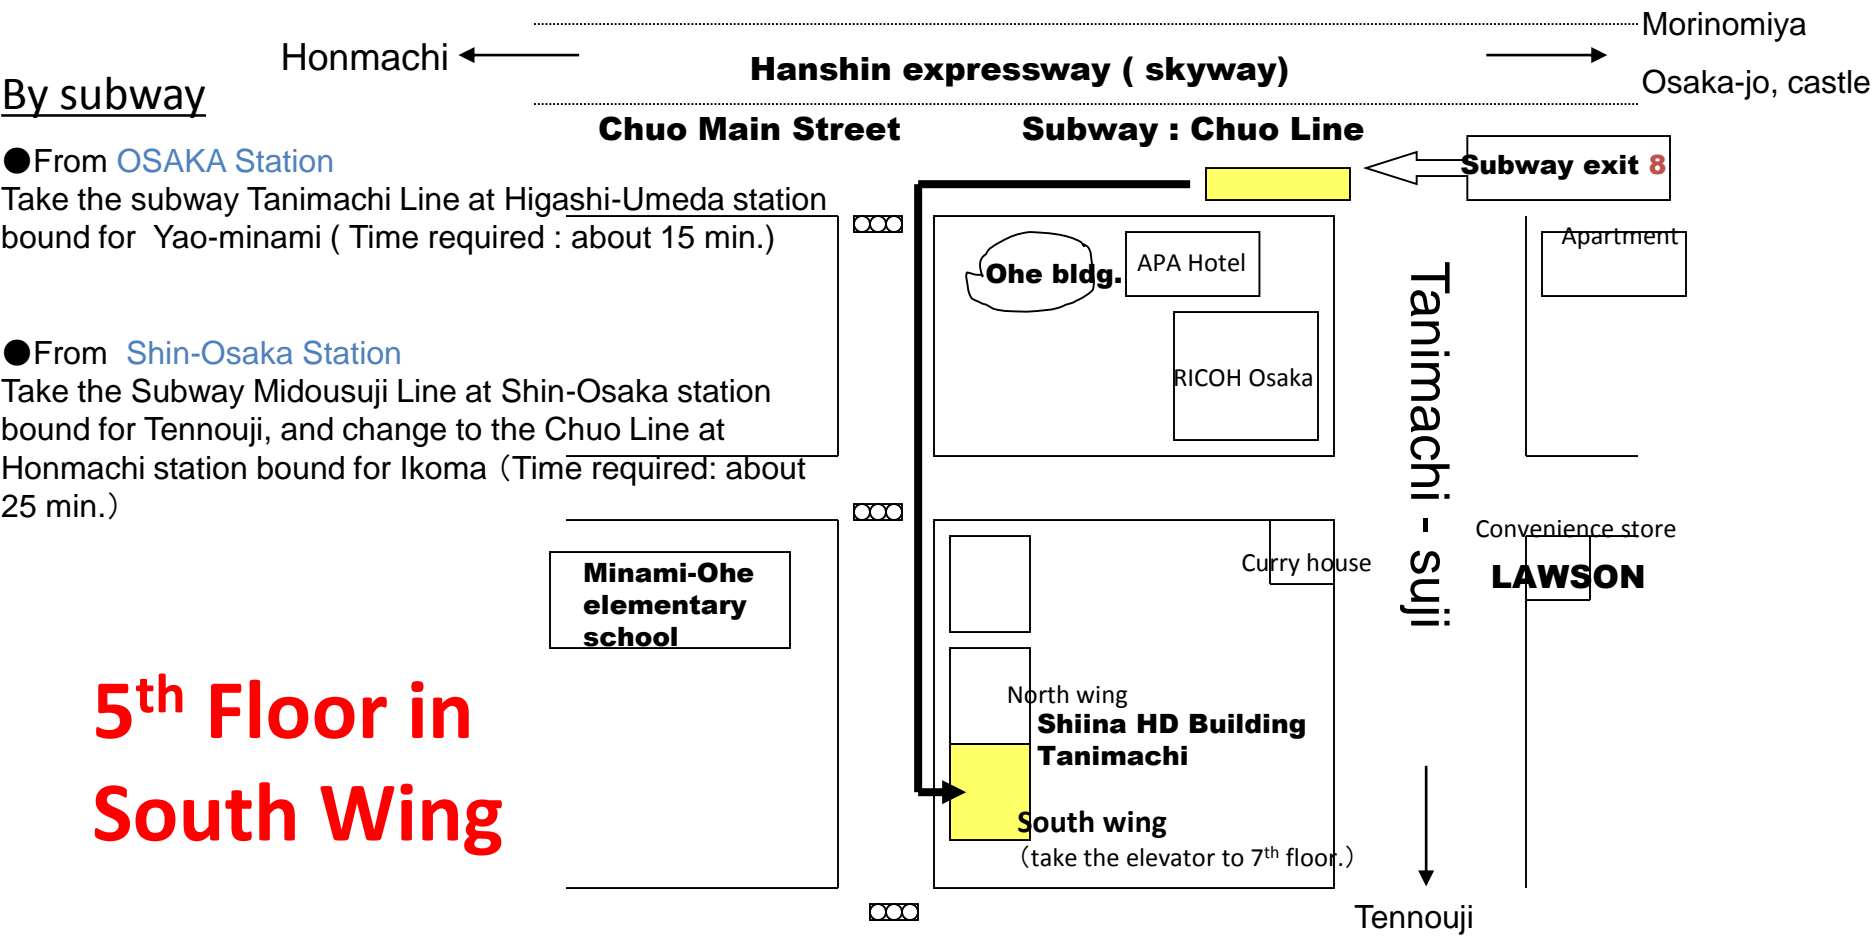 Morinomiya
Honmachi
Hanshin expressway ( skyway)
Osaka-jo, castle
By subway
Chuo Main Street
Subway : Chuo Line
●From OSAKA Station
Subway exit 8
Take the subway Tanimachi Line at Higashi-Umeda station
bound for Yao-minami ( Time required : about 15 min.)
Apartment
Ohe bldg.
APA Hotel
Tanimachi - suji
●From Shin-Osaka Station
Take the Subway Midousuji Line at Shin-Osaka station
bound for Tennouji, and change to the Chuo Line at
Honmachi station bound for Ikoma（Time required: about
25 min.）
RICOH Osaka
Convenience store
LAWSON
Curry house
Minami-Ohe
elementary
school
5th Floor in
South Wing
North wing
Shiina HD Building
Tanimachi
South wing
（take the elevator to 7th floor.）
Tennouji